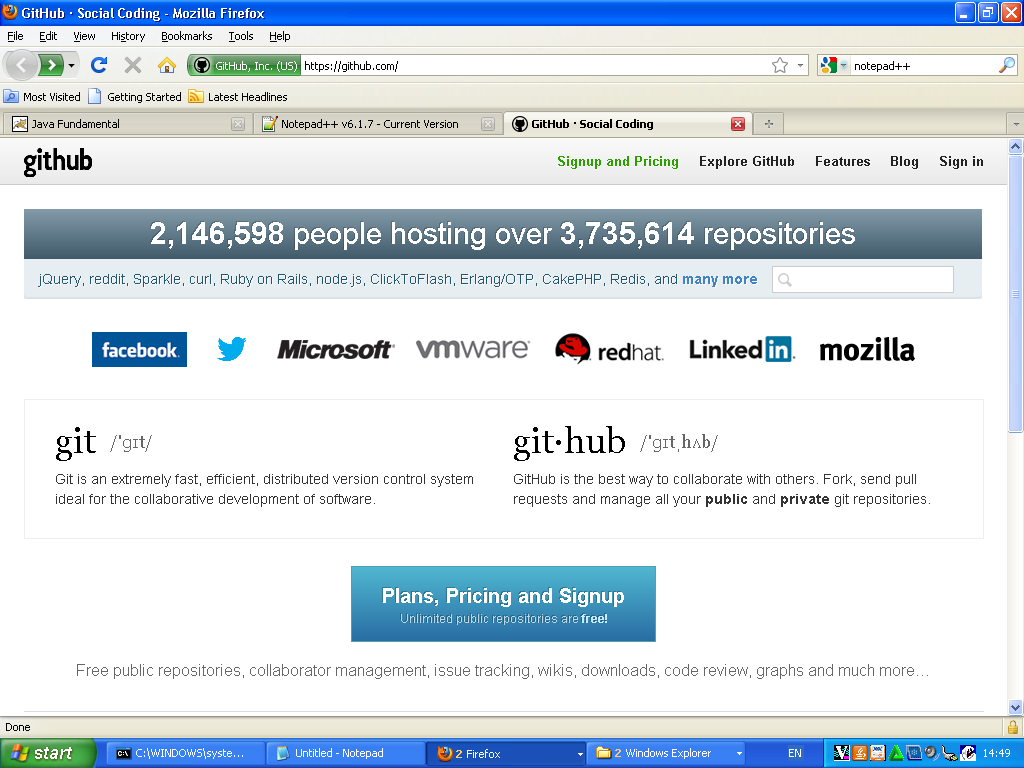 GitHub · Social Coding - Mozilla Firefox
File Edit View History Bookmarks Tools Help
GitHub, Inc. (US) https://github.com/ notepad++
Most Visited Getting Started Latest Headlines
Java Fundamental Notepad++ v6.1.7 - Current Version GitHub · Social Coding
github Signup and Pricing Explore GitHub Features Blog Sign in
2,146,598 people hosting over 3,735,614 repositories
jQuery, reddit, Sparkle, curl, Ruby on Rails, node.js, ClickToFlash, Erlang/OTP, CakePHP, Redis, and many more
facebook. Microsoft vmware redhat. Linked in. mozilla
git /ˈɡɪt/
Git is an extremely fast, efficient, distributed version control system
ideal for the collaborative development of software.
git·hub /ˈɡɪtˌhʌb/
GitHub is the best way to collaborate with others. Fork, send pull
requests and manage all your public and private git repositories.
Plans, Pricing and Signup
Unlimited public repositories are free!
Free public repositories, collaborator management, issue tracking, wikis, downloads, code review, graphs and much more…
Done
start C:\WINDOWS\syste... Untitled - Notepad 2 Firefox 2 Windows Explorer EN 14:49